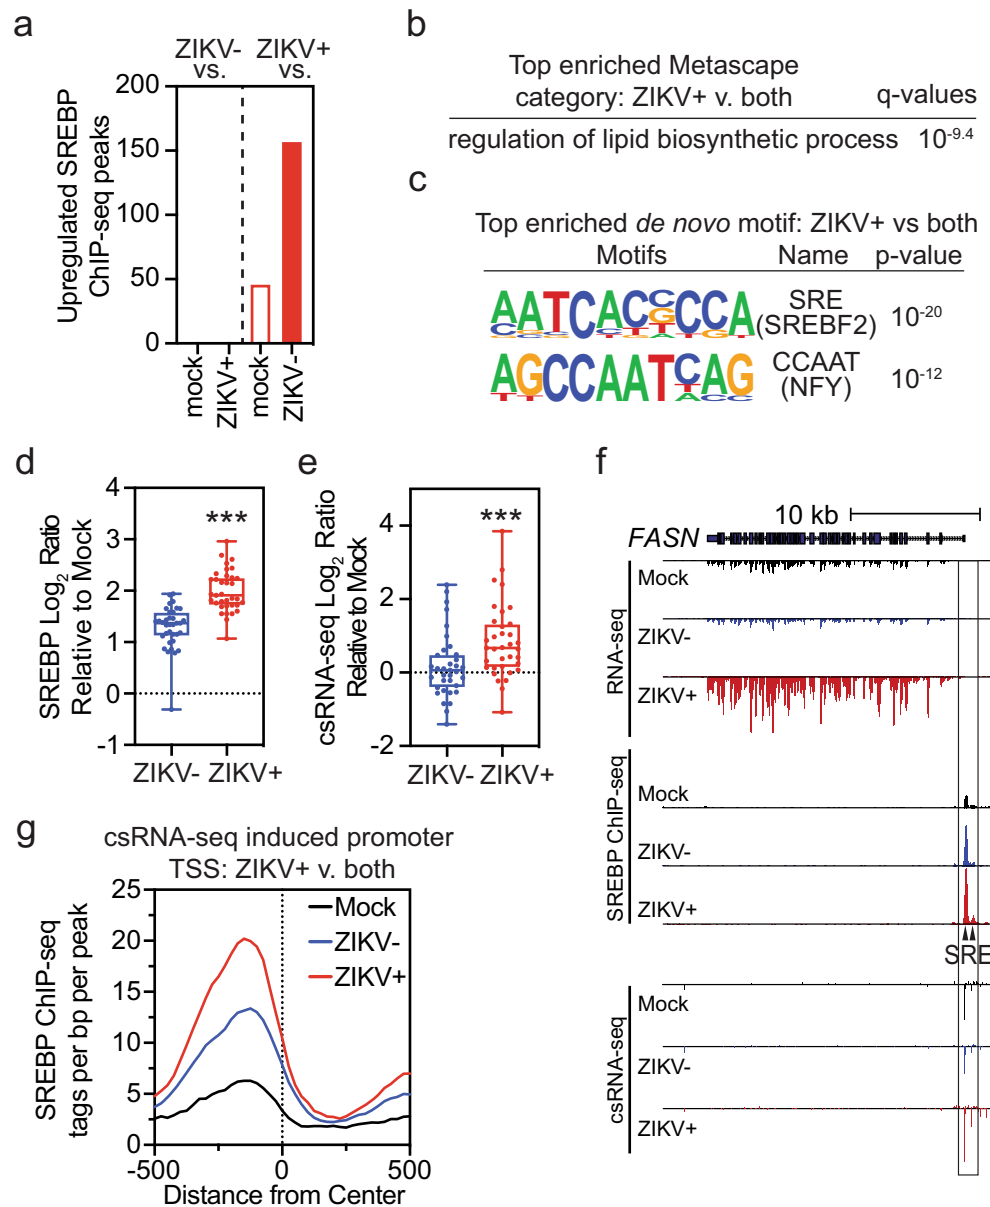 a
ZIKV- ZIKV+
vs. vs.
Upregulated SREBP
ChIP-seq peaks
200
150
100
50
0
mock
ZIKV+
mock
ZIKV-
b
Top enriched Metascape
category: ZIKV+ v. both q-values
regulation of lipid biosynthetic process 10-9.4
c
Top enriched de novo motif: ZIKV+ vs both
Motifs Name p-value
AATCACCCCA SRE
(SREBF2) 10-20
AGCCAATCAG CCAAT
(NFY) 10-12
d
SREBP Log2 Ratio
Relative to Mock
4
3
2
1
0
-1
***
ZIKV- ZIKV+
e
csRNA-seq Log2 Ratio
Relative to Mock
4
2
0
-2
***
ZIKV- ZIKV+
f
10 kb
FASN
RNA-seq
Mock
ZIKV-
ZIKV+
SREBP ChIP-seq
Mock
ZIKV-
ZIKV+
SRE
csRNA-seq
Mock
ZIKV-
ZIKV+
g
csRNA-seq induced promoter
TSS: ZIKV+ v. both
SREBP ChIP-seq
tags per bp per peak
25
20
15
10
5
0
Mock
ZIKV-
ZIKV+
-500 0 500
Distance from Center